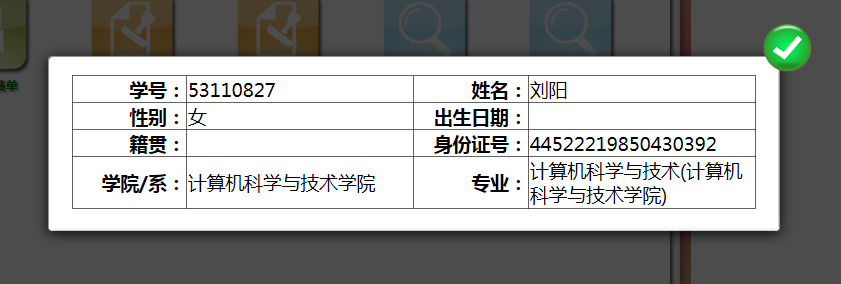 学号：53110827 姓名：刘阳
性别：女 出生日期：
籍贯： 身份证号：44522219850430392
学院/系：计算机科学与技术学院 专业：计算机科学与技术(计算机
科学与技术学院)